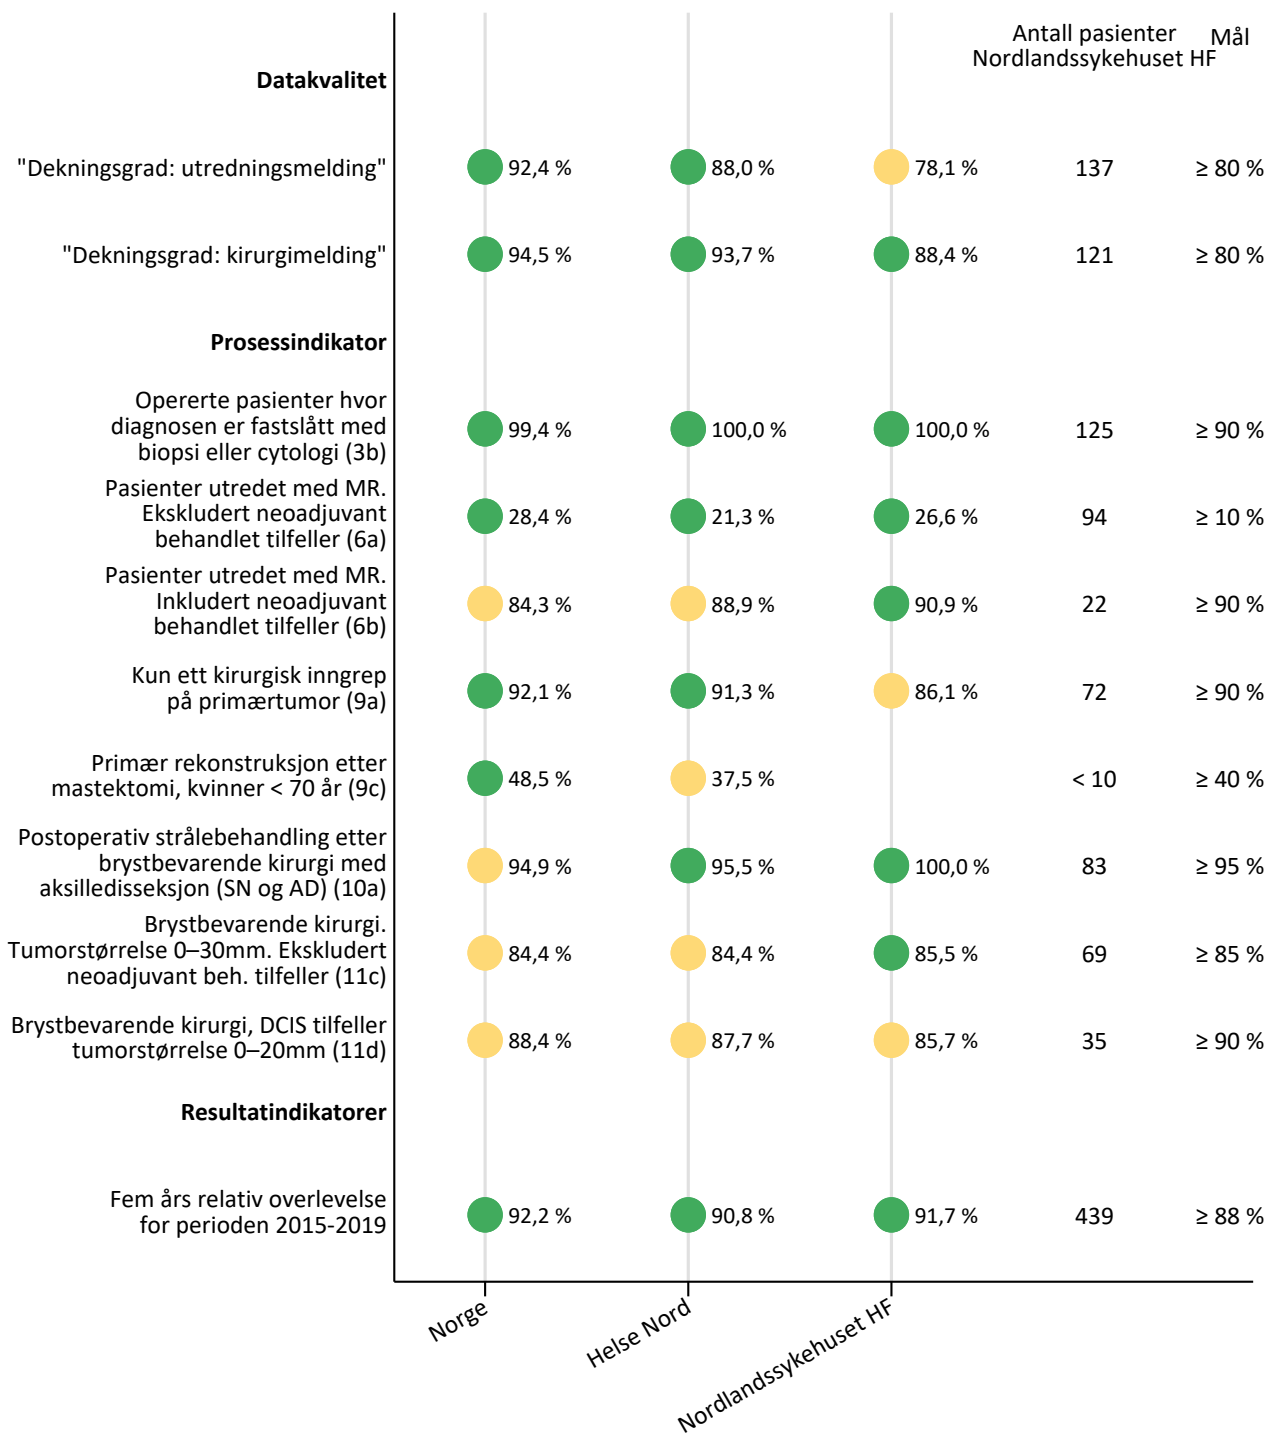 Antall pasienter
Nordlandssykehuset HF
Mål
Datakvalitet
"Dekningsgrad: utredningsmelding"
92,4 %
88,0 %
78,1 %
137
≥ 80 %
"Dekningsgrad: kirurgimelding"
94,5 %
93,7 %
88,4 %
121
≥ 80 %
Prosessindikator
Opererte pasienter hvor
diagnosen er fastslått med
biopsi eller cytologi (3b)
99,4 %
100,0 %
100,0 %
125
≥ 90 %
Pasienter utredet med MR.
Ekskludert neoadjuvant
behandlet tilfeller (6a)
28,4 %
21,3 %
26,6 %
94
≥ 10 %
Pasienter utredet med MR.
Inkludert neoadjuvant
behandlet tilfeller (6b)
84,3 %
88,9 %
90,9 %
22
≥ 90 %
Kun ett kirurgisk inngrep
på primærtumor (9a)
92,1 %
91,3 %
86,1 %
72
≥ 90 %
Primær rekonstruksjon etter
mastektomi, kvinner < 70 år (9c)
48,5 %
37,5 %
< 10
≥ 40 %
Postoperativ strålebehandling etter
brystbevarende kirurgi med
aksilledisseksjon (SN og AD) (10a)
94,9 %
95,5 %
100,0 %
83
≥ 95 %
Brystbevarende kirurgi.
Tumorstørrelse 0–30mm. Ekskludert
neoadjuvant beh. tilfeller (11c)
84,4 %
84,4 %
85,5 %
69
≥ 85 %
Brystbevarende kirurgi, DCIS tilfeller
tumorstørrelse 0–20mm (11d)
88,4 %
87,7 %
85,7 %
35
≥ 90 %
Resultatindikatorer
Fem års relativ overlevelse
for perioden 2015-2019
92,2 %
90,8 %
91,7 %
439
≥ 88 %
Norge
Helse Nord
Nordlandssykehuset HF